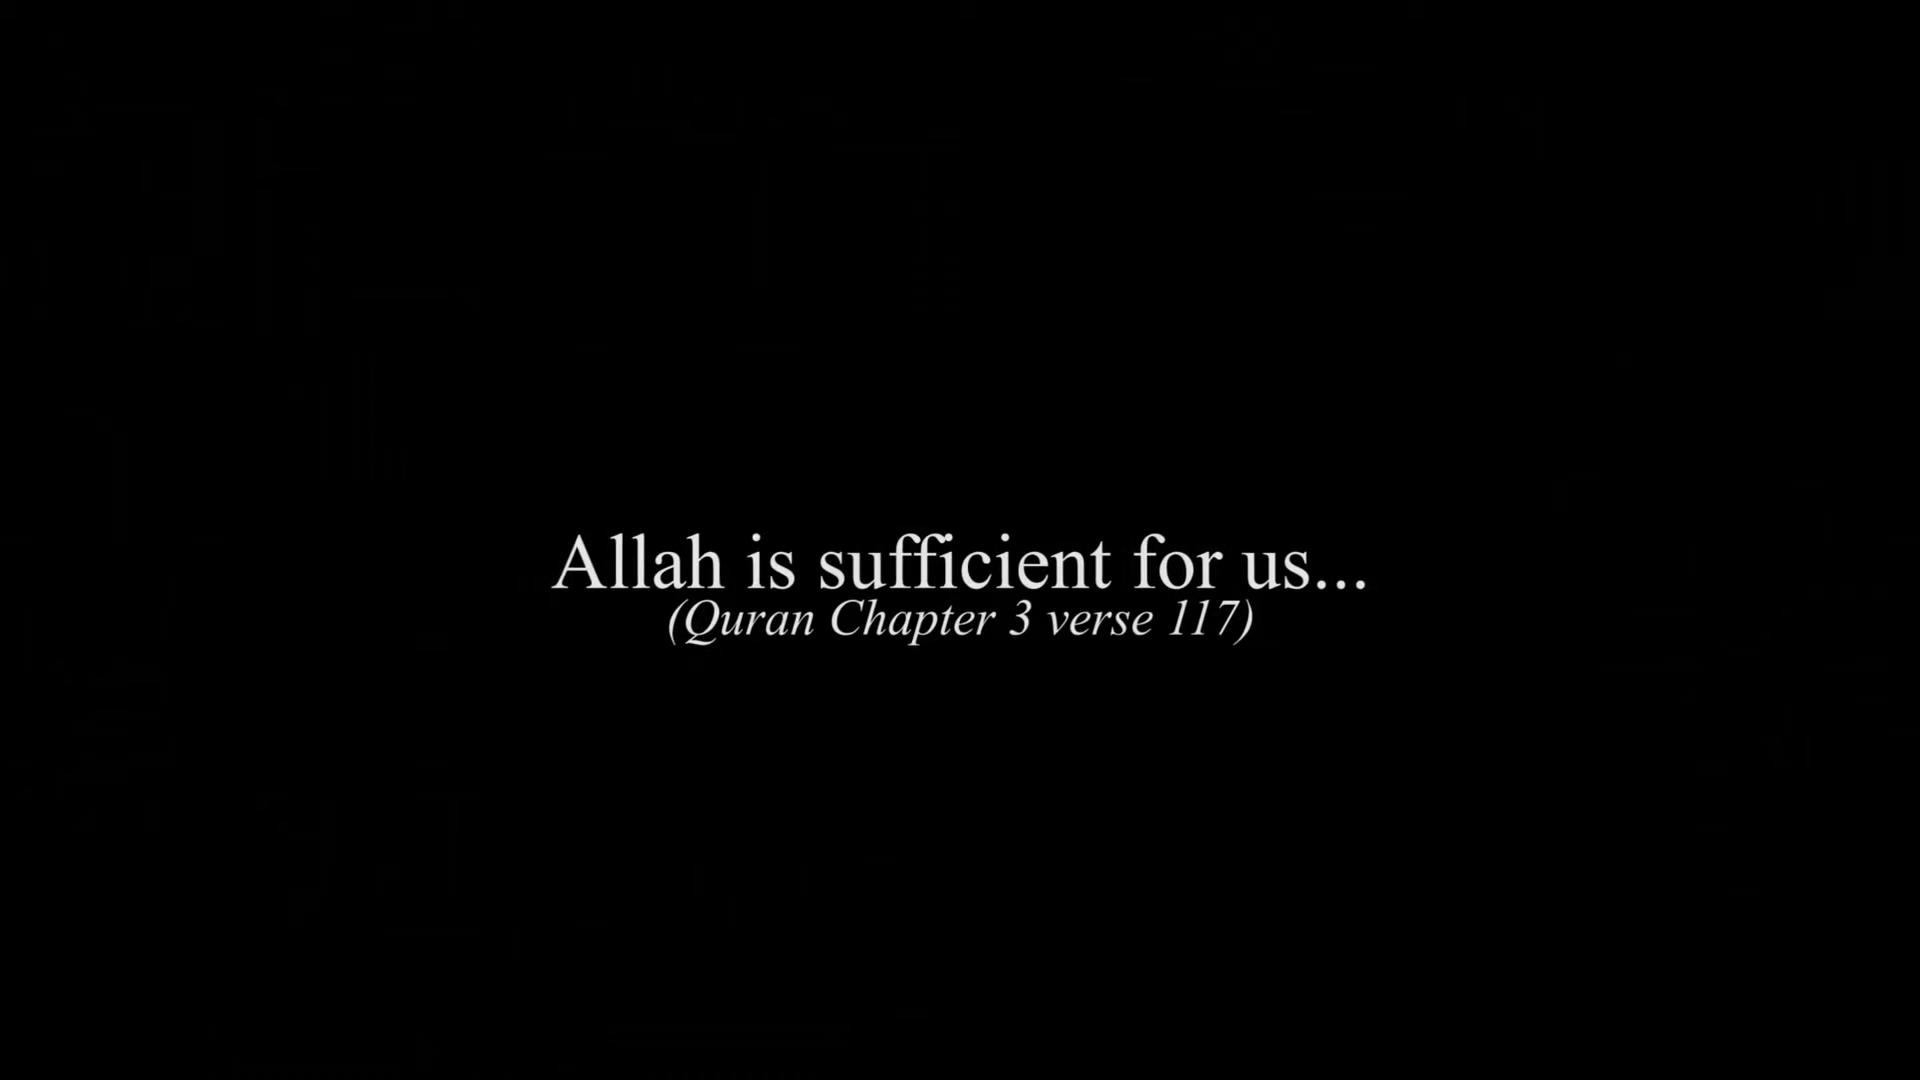 Allah is sufficient for us...
(Quran Chapter 3 verse 117)